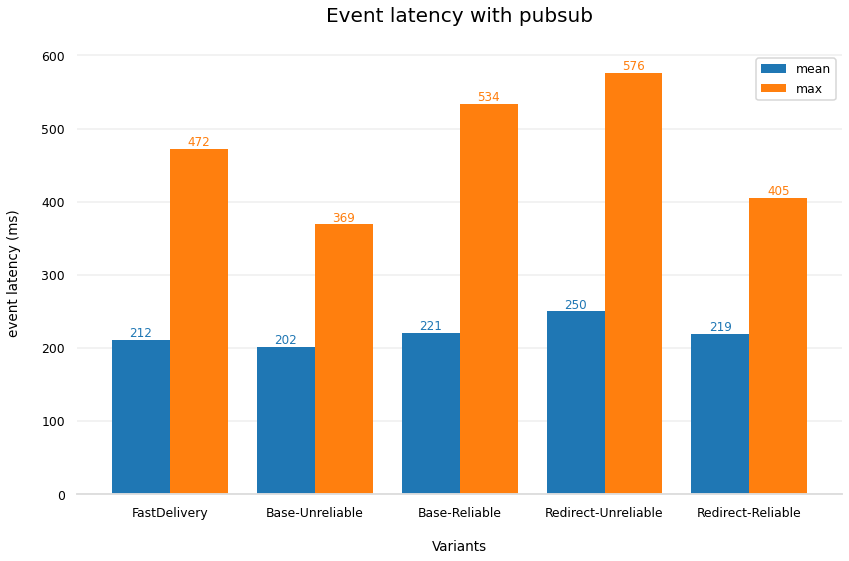 Event latency with pubsub
mean
max
event latency (ms)
600
500
400
300
200
100
0
212
472
202
369
221
534
250
576
219
405
FastDelivery
Base-Unreliable
Base-Reliable
Redirect-Unreliable
Redirect-Reliable
Variants